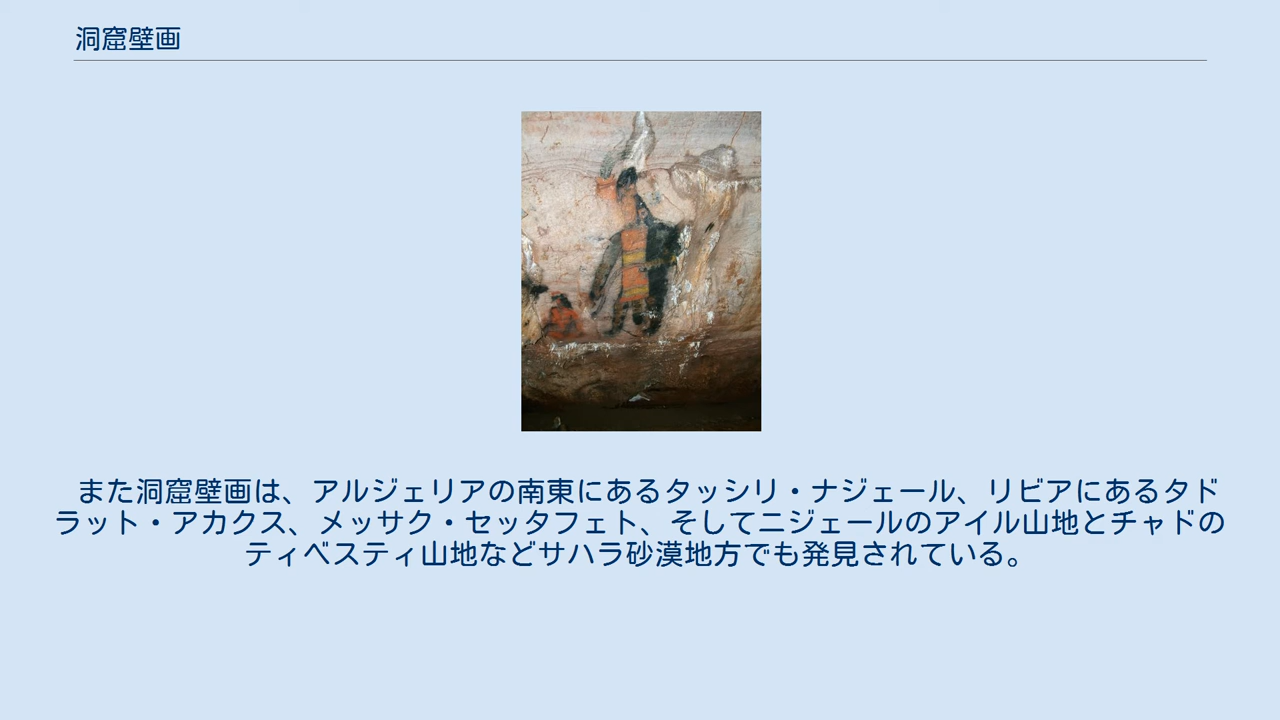 洞窟壁画
また洞窟壁画は、アルジェリアの南東にあるタッシリ・ナジェール、リビアにあるタド
ラット・アカクス、メッサク・セッタフェト、そしてニジェールのアイル山地とチャドの
ティベスティ山地などサハラ砂漠地方でも発見されている。